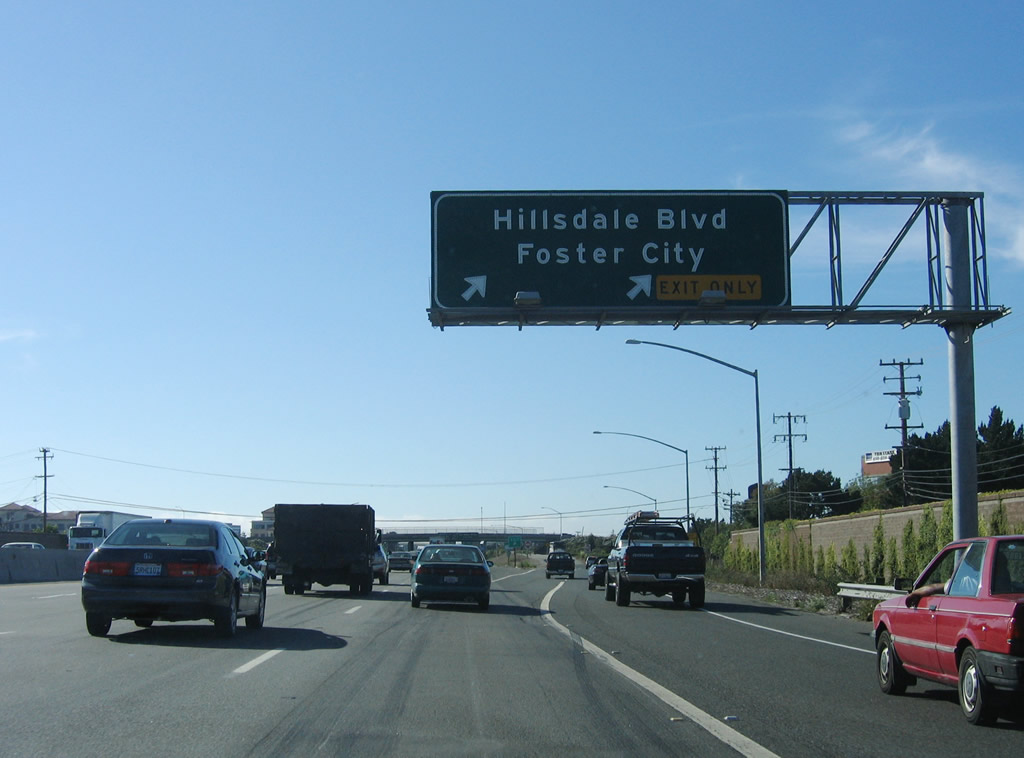 Hillsdale Blvd
Foster City
EXIT ONLY